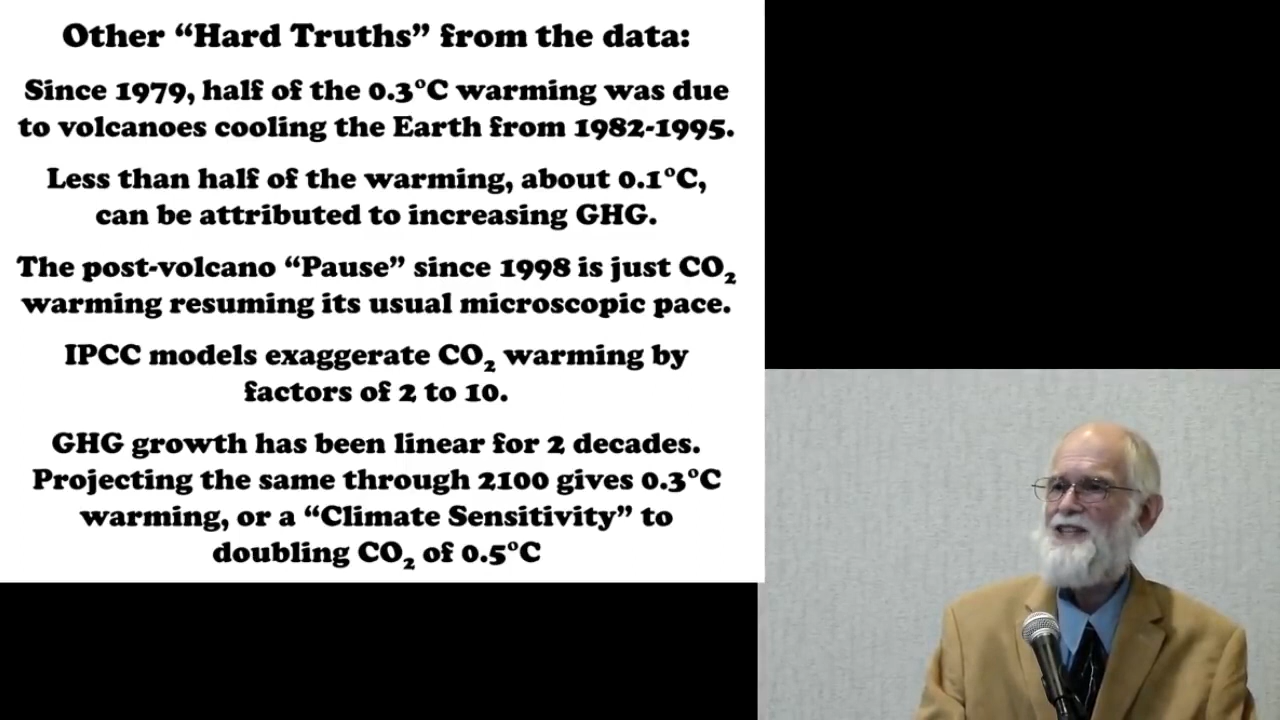 Other “Hard Truths” from the data:
Since 1979, half of the 0.3°C warming was due
to volcanoes cooling the Earth from 1982-1995.
Less than half of the warming, about 0.1°C,
can be attributed to increasing GHG.
The post-volcano “Pause” since 1998 is just CO₂
warming resuming its usual microscopic pace.
IPCC models exaggerate CO₂ warming by
factors of 2 to 10.
GHG growth has been linear for 2 decades.
Projecting the same through 2100 gives 0.3°C
warming, or a “Climate Sensitivity” to
doubling CO₂ of 0.5°C